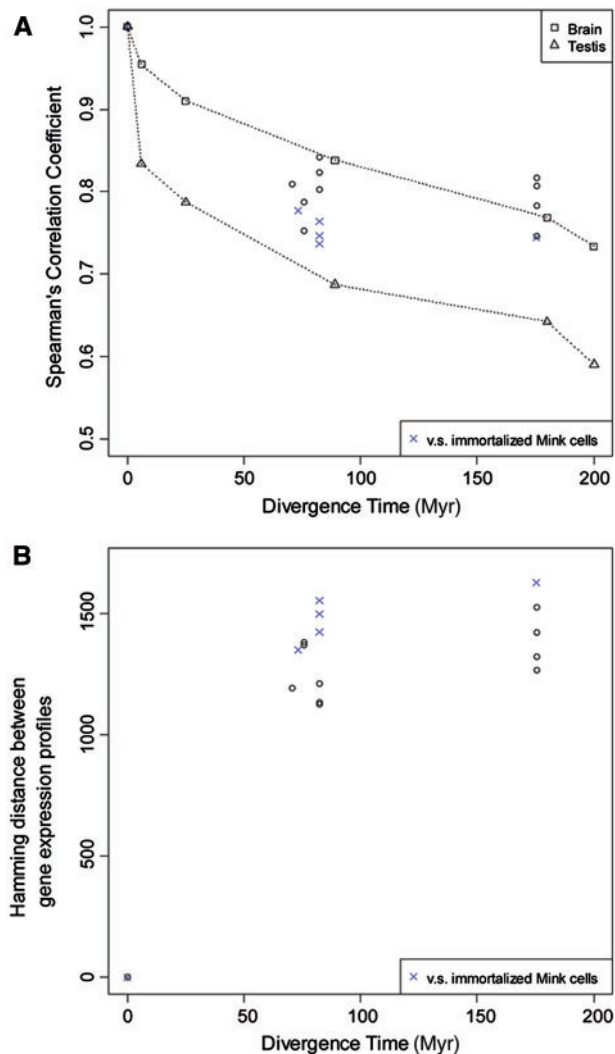 A
Brain
Testis
Spearman's Correlation Coefficient
1.0
0.9
0.8
0.7
0.6
0.5
v.s. immortalized Mink cells
0 50 100 150 200
Divergence Time (Myr)
B
Hamming distance between
gene expression profiles
1500
1000
500
0
v.s. immortalized Mink cells
0 50 100 150 200
Divergence Time (Myr)